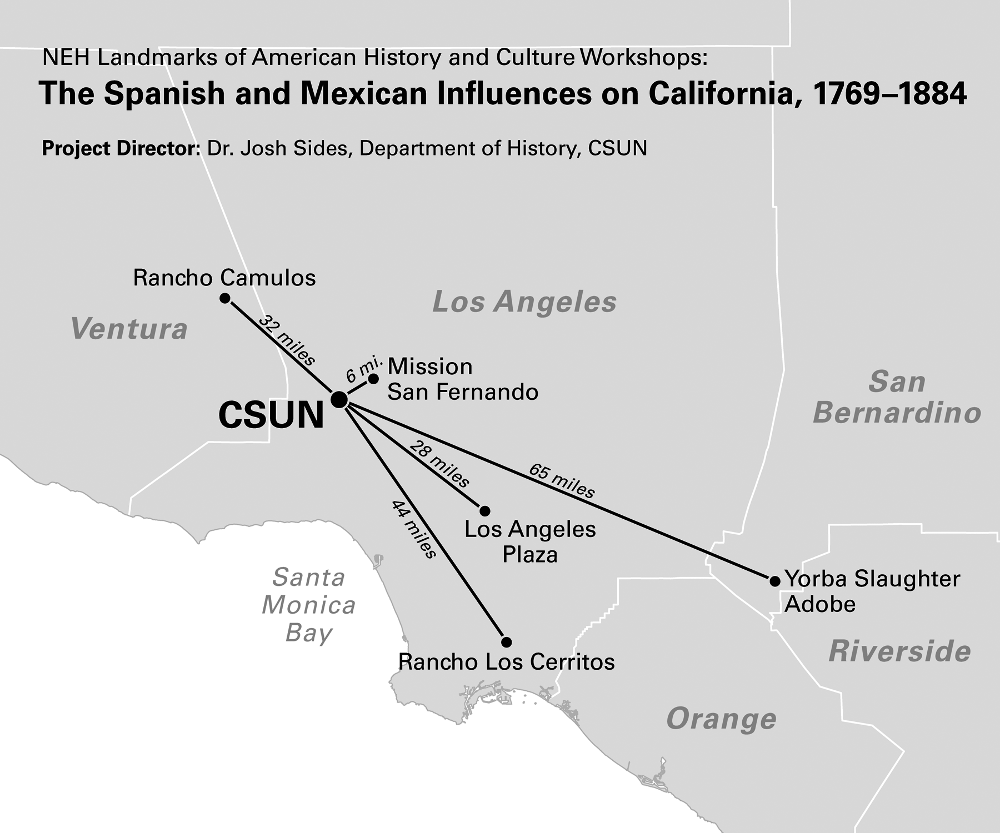 NEH Landmarks of American History and Culture Workshops:
The Spanish and Mexican Influences on California, 1769–1884
Project Director: Dr. Josh Sides, Department of History, CSUN
Rancho Camulos
Los Angeles
Ventura
32 miles
6 mi.
Mission
San Fernando
CSUN
San
Bernardino
28 miles
65 miles
44 miles
Los Angeles
Plaza
Santa
Monica
Bay
Yorba Slaughter
Adobe
Rancho Los Cerritos
Riverside
Orange